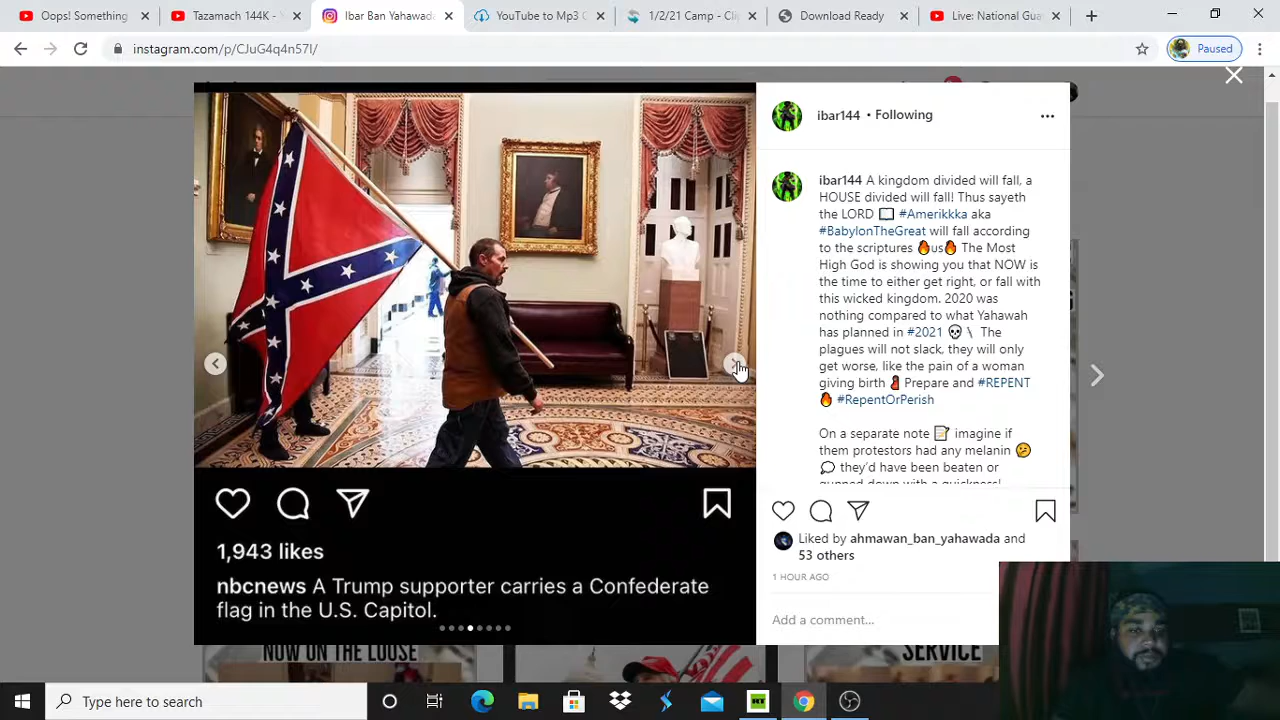 Oops! Something
Tazamach 144K -
Ibar Ban Yahawada
YouTube to Mp3 C
1/2/21 Camp - Cli
Download Ready
Live: National Gua
instagram.com/p/CJuG4q4n57I/
Paused
ibar144 • Following
ibar144 A kingdom divided will fall, a
HOUSE divided will fall! Thus sayeth
the LORD 📖 #Amerikkka aka
#BabylonTheGreat will fall according
to the scriptures 🔥us🔥 The Most
High God is showing you that NOW is
the time to either get right, or fall with
this wicked kingdom. 2020 was
nothing compared to what Yahawah
has planned in #2021 💀 \ The
plagues will not slack, they will only
get worse, like the pain of a woman
giving birth 🤰🏾 Prepare and #REPENT
🔥 #RepentOrPerish
On a separate note 📝 imagine if
them protestors had any melanin 🤔
💭 they'd have been beaten or
gunned down with a quickness!
1,943 likes
nbcnews A Trump supporter carries a Confederate
flag in the U.S. Capitol.
Liked by ahmawan_ban_yahawada and
53 others
1 HOUR AGO
Add a comment...
NOW ON THE LOOSE
SERVICE
Type here to search